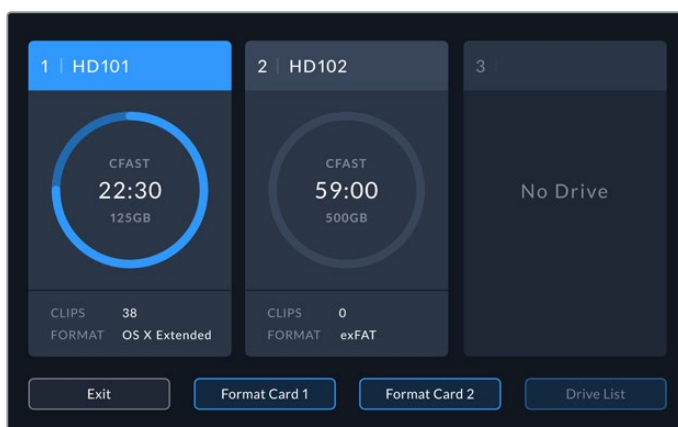 1 | HD101
CFAST
22:30
125GB
CLIPS 38
FORMAT OS X Extended
2 | HD102
CFAST
59:00
500GB
CLIPS 0
FORMAT exFAT
3
No Drive
Exit
Format Card 1
Format Card 2
Drive List